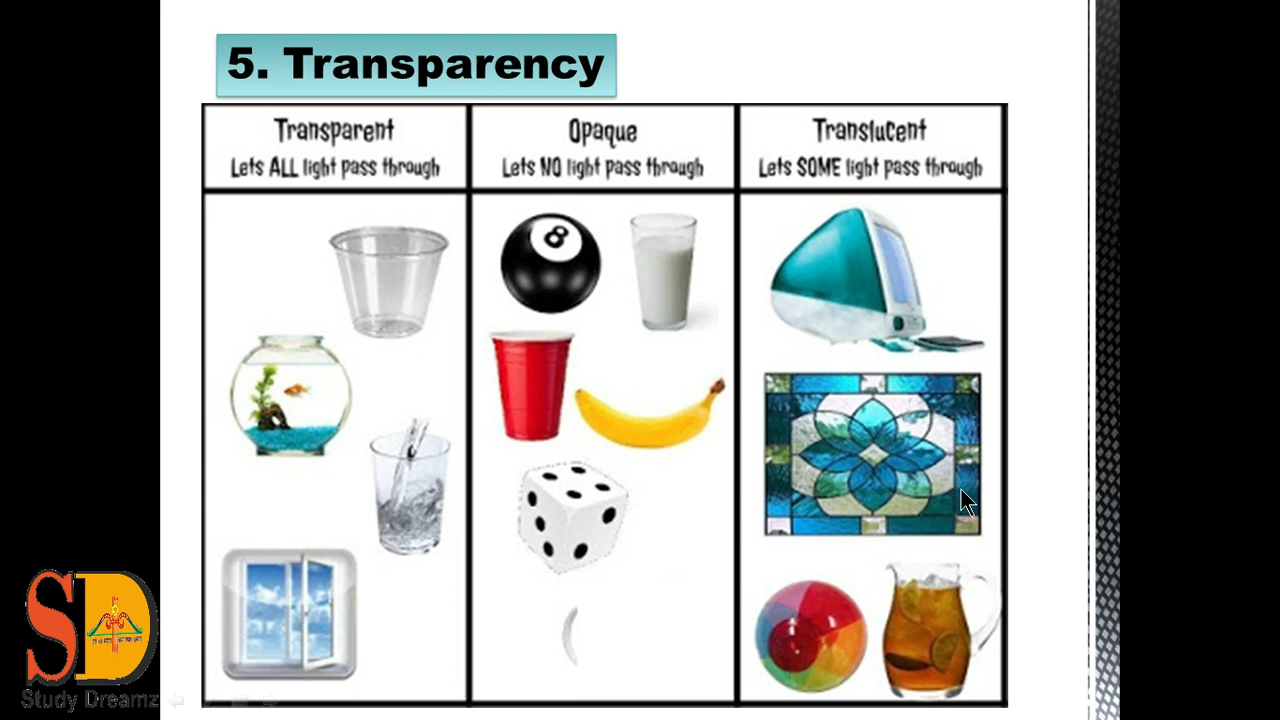 5. Transparency
Transparent
Lets ALL light pass through
Opaque
Lets NO light pass through
Translucent
Lets SOME light pass through
8
SD
Study Dreamz